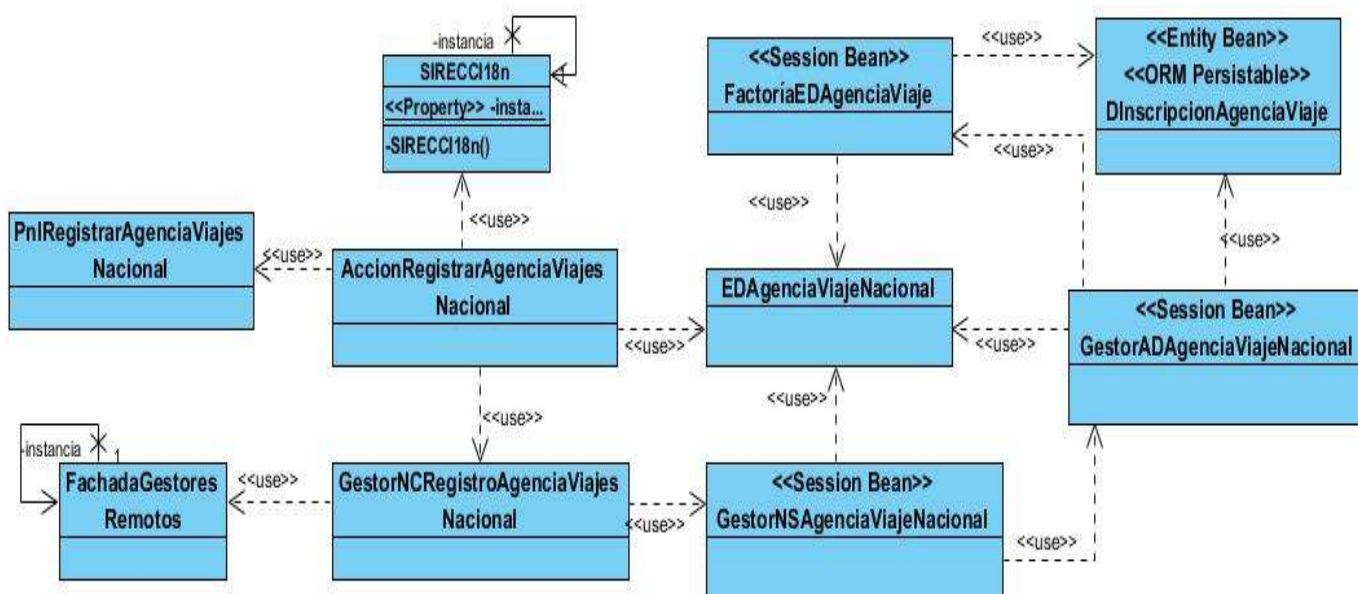 -instancia
SIRECCI18n
<<Property>> -insta...
-SIRECCI18n()
<<use>>
<<Session Bean>>
FactoriaEDAgenciaViaje
<<use>>
<<Entity Bean>>
<<ORM Persistable>>
DInscripcionAgenciaViaje
<<use>>
<<use>>
<<use>>
PnlRegistrarAgenciaViajes
Nacional
<<use>>
AccionRegistrarAgenciaViajes
Nacional
<<use>>
EDAgenciaViajeNacional
<<use>>
<<Session Bean>>
GestorADAgenciaViajeNacional
<<use>>
<<use>>
-instancia
1
FachadaGestores
Remotos
<<use>>
GestorNCRegistroAgenciaViajes
Nacional
<<use>>
<<Session Bean>>
GestorNSAgenciaViajeNacional
<<use>>